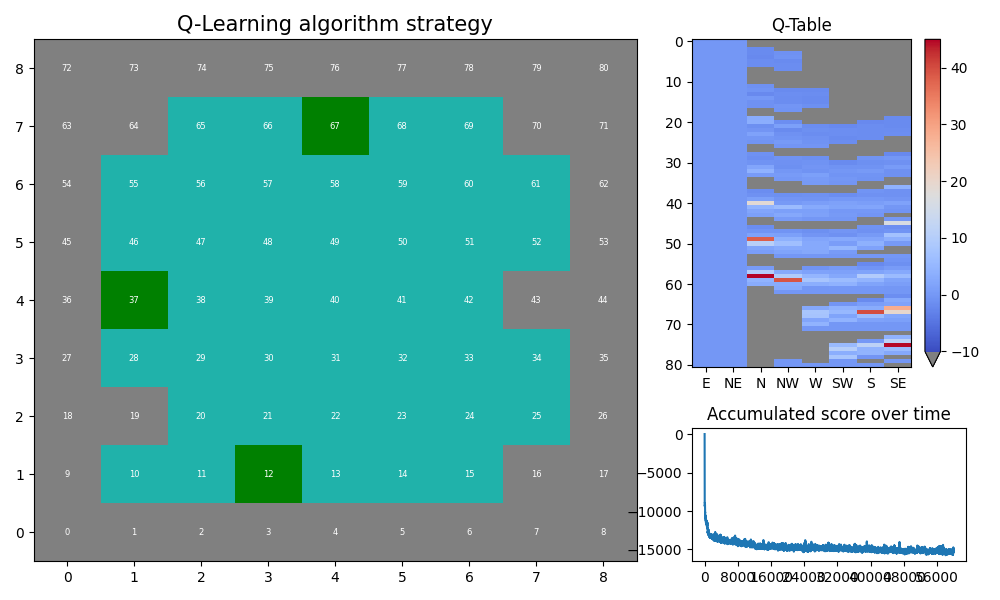 Q-Learning algorithm strategy
8 72 73 74 75 76 77 78 79 80
7 63 64 65 66 67 68 69 70 71
6 54 55 56 57 58 59 60 61 62
5 45 46 47 48 49 50 51 52 53
4 36 37 38 39 40 41 42 43 44
3 27 28 29 30 31 32 33 34 35
2 18 19 20 21 22 23 24 25 26
1 9 10 11 12 13 14 15 16 17
0 0 1 2 3 4 5 6 7 8
0 1 2 3 4 5 6 7 8
Q-Table
0
10
20
30
40
50
60
70
80
E NE N NW W SW S SE
40
30
20
10
0
−10
Accumulated score over time
0
−5000
−10000
−15000
0 8000 16000 24000 32000 40000 48000 56000